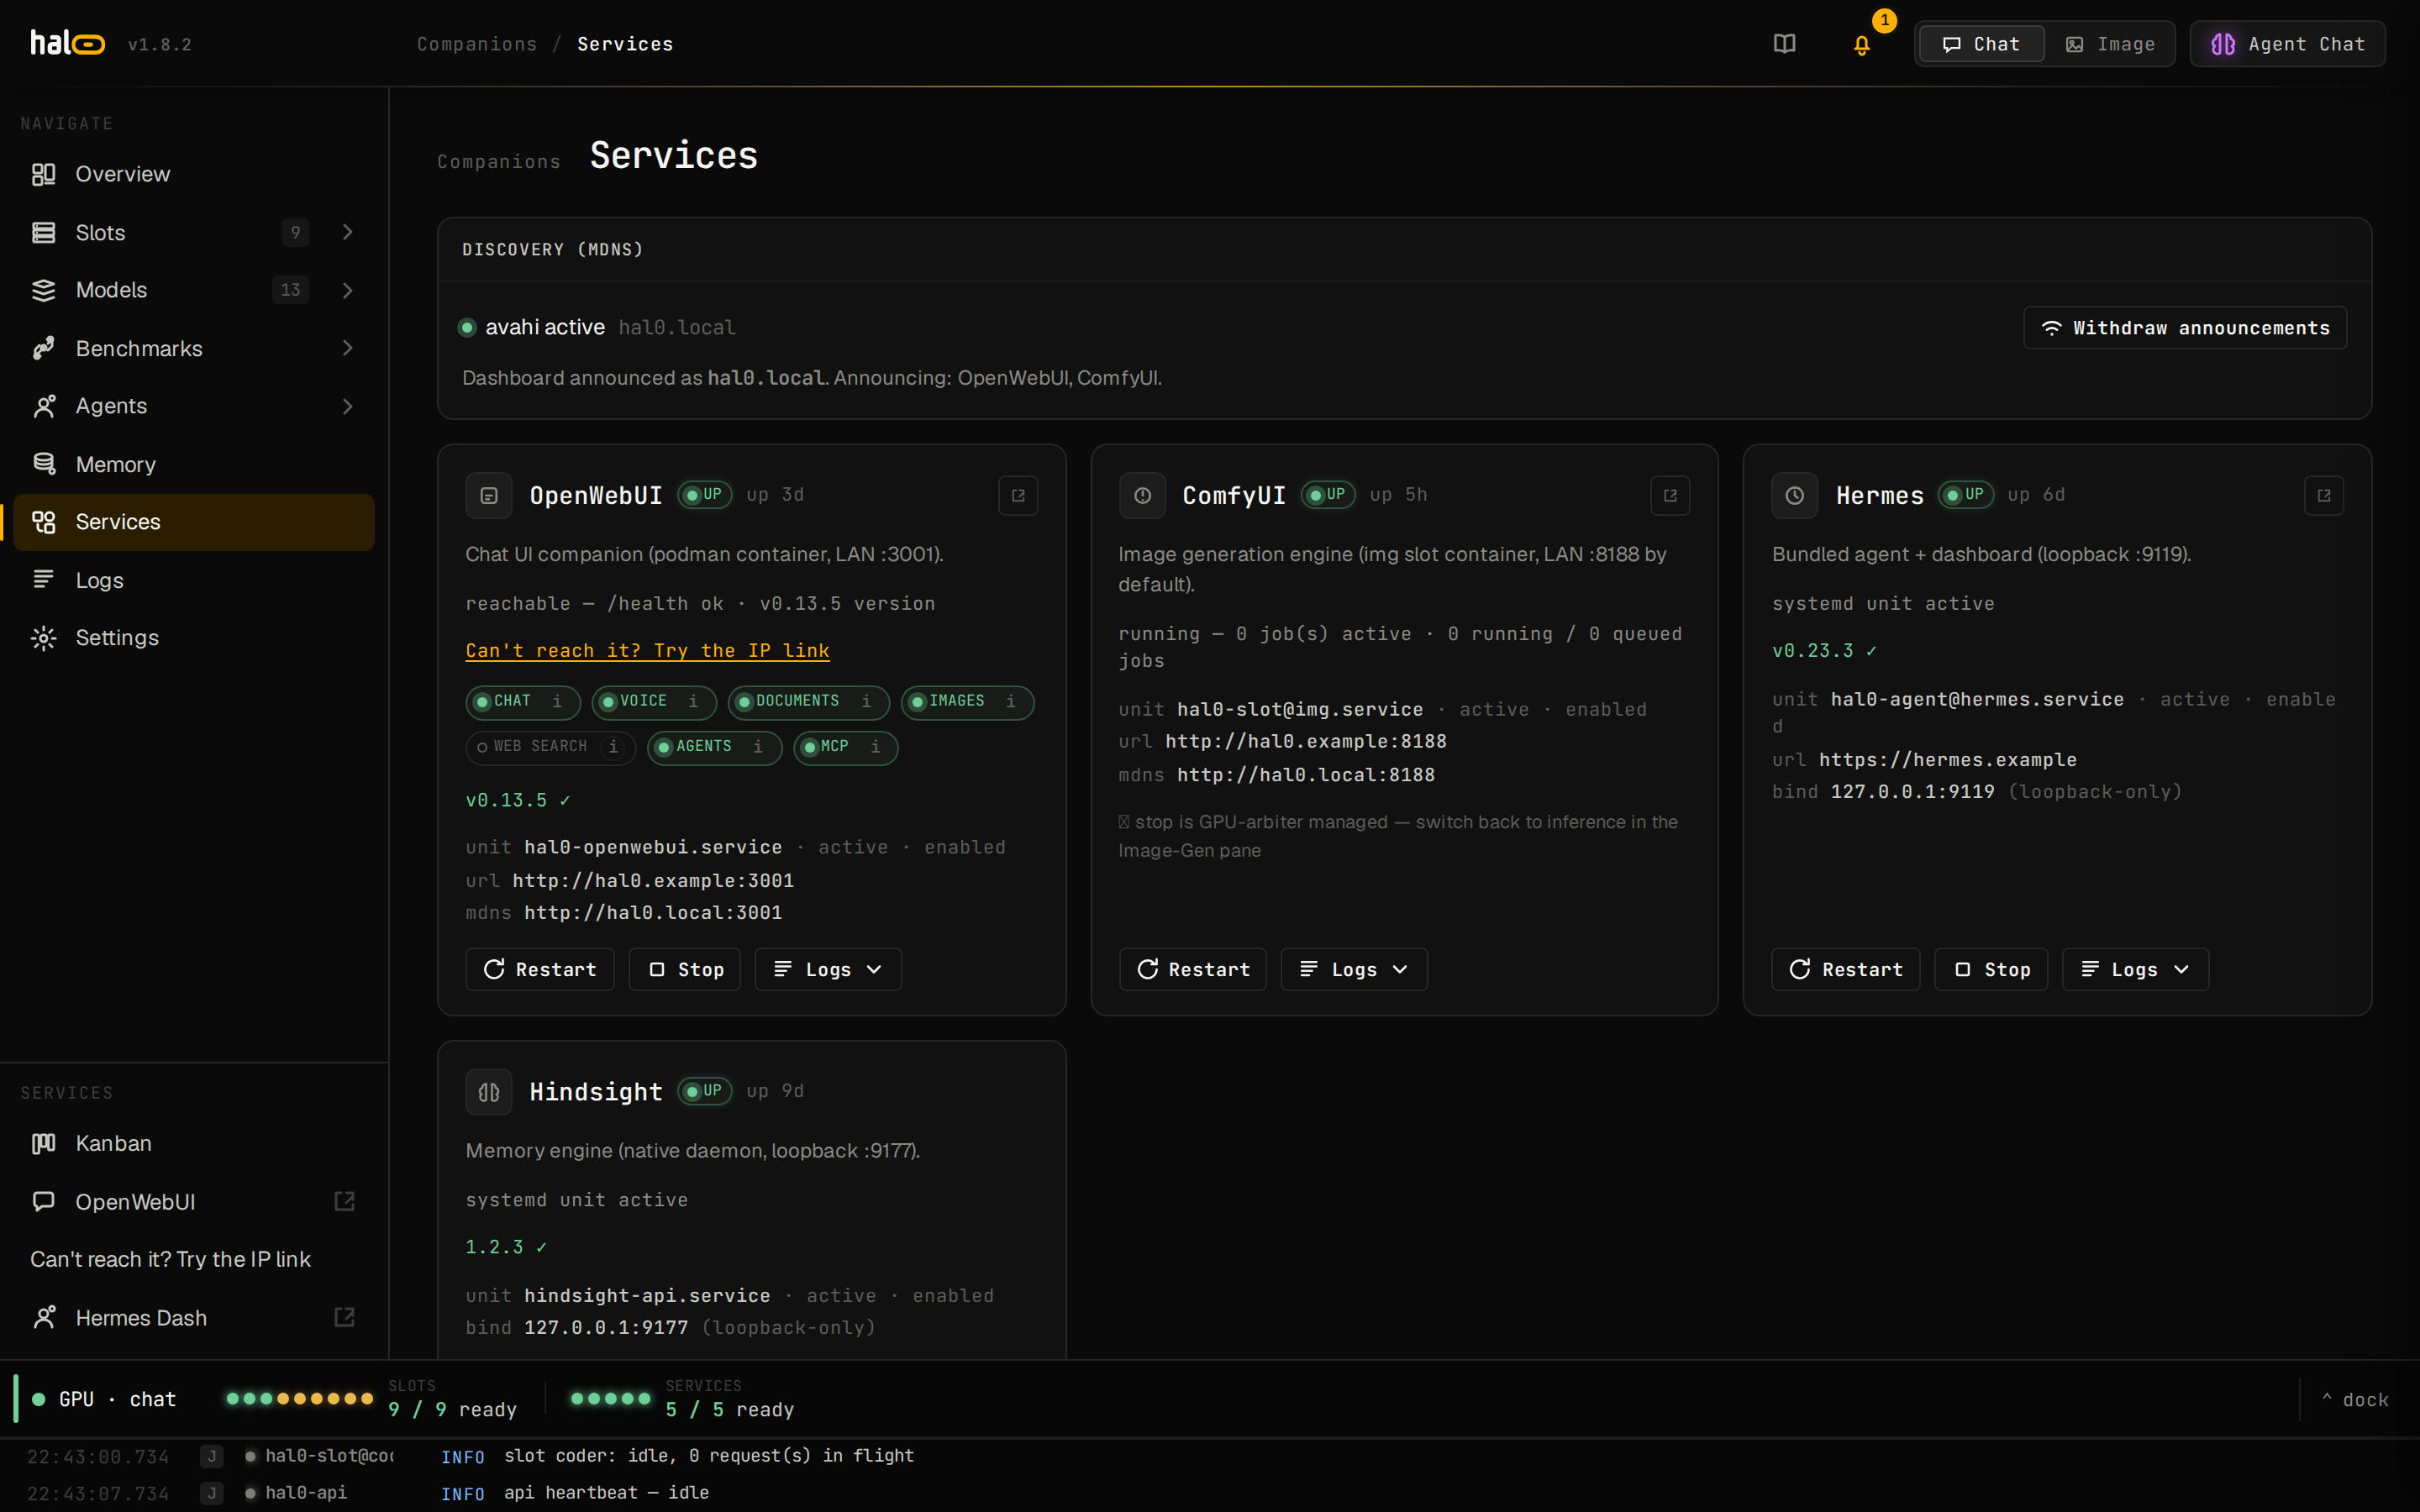 hal0
v1.8.2
Companions / Services
1
Chat
Image
Agent Chat
NAVIGATE
Overview
Slots 9
Models 13
Benchmarks
Agents
Memory
Services
Logs
Settings
SERVICES
Kanban
OpenWebUI
Can't reach it? Try the IP link
Hermes Dash
Companions Services
DISCOVERY (MDNS)
avahi active hal0.local
Withdraw announcements
Dashboard announced as hal0.local. Announcing: OpenWebUI, ComfyUI.
OpenWebUI UP up 3d
Chat UI companion (podman container, LAN :3001).
reachable — /health ok · v0.13.5 version
Can't reach it? Try the IP link
CHAT i VOICE i DOCUMENTS i IMAGES i
WEB SEARCH i AGENTS i MCP i
v0.13.5 ✓
unit hal0-openwebui.service · active · enabled
url http://hal0.example:3001
mdns http://hal0.local:3001
Restart Stop Logs
ComfyUI UP up 5h
Image generation engine (img slot container, LAN :8188 by
default).
running — 0 job(s) active · 0 running / 0 queued
jobs
unit hal0-slot@img.service · active · enabled
url http://hal0.example:8188
mdns http://hal0.local:8188
stop is GPU-arbiter managed — switch back to inference in the
Image-Gen pane
Restart Logs
Hermes UP up 6d
Bundled agent + dashboard (loopback :9119).
systemd unit active
v0.23.3 ✓
unit hal0-agent@hermes.service · active · enable
d
url https://hermes.example
bind 127.0.0.1:9119 (loopback-only)
Restart Stop Logs
Hindsight UP up 9d
Memory engine (native daemon, loopback :9177).
systemd unit active
1.2.3 ✓
unit hindsight-api.service · active · enabled
bind 127.0.0.1:9177 (loopback-only)
GPU · chat
SLOTS
9 / 9 ready
SERVICES
5 / 5 ready
^ dock
22:43:00.734 J hal0-slot@co INFO slot coder: idle, 0 request(s) in flight
22:43:07.734 J hal0-api INFO api heartbeat — idle